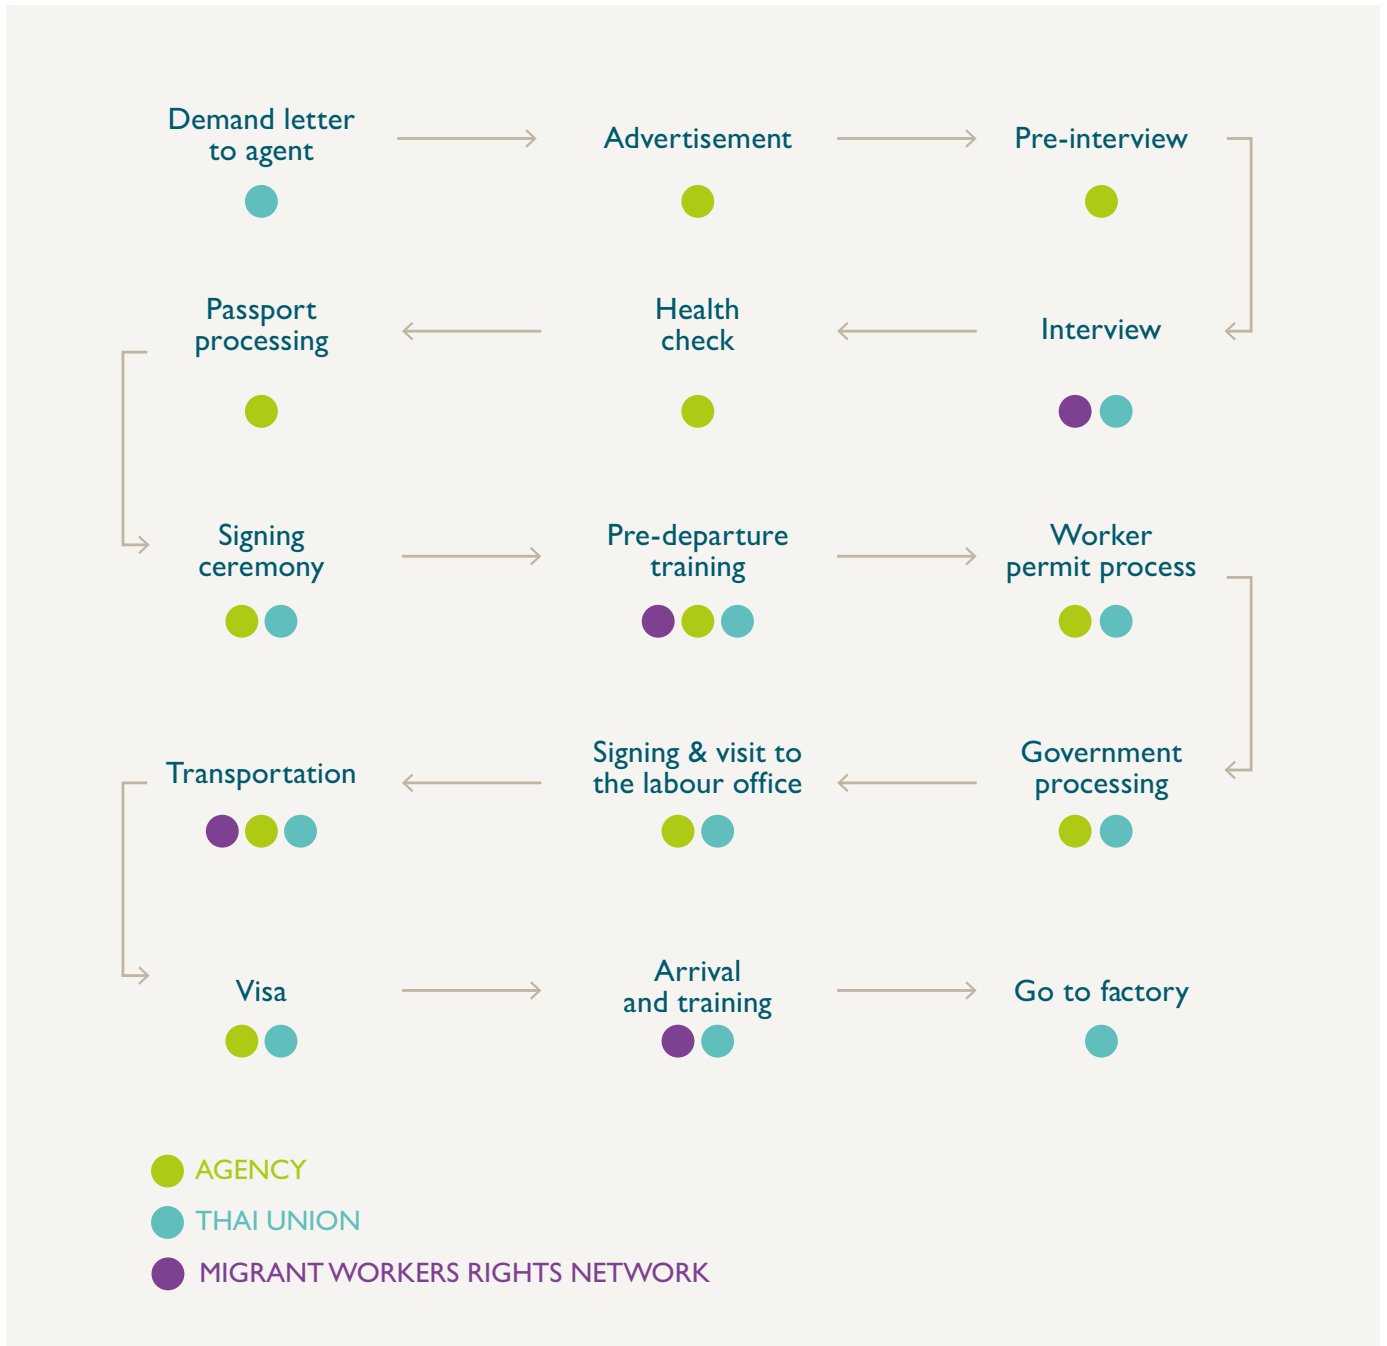 Demand letter
to agent
Advertisement
Pre-interview
Passport
processing
Health
check
Interview
Signing
ceremony
Pre-departure
training
Worker
permit process
Transportation
Signing & visit to
the labour office
Government
processing
Visa
Arrival
and training
Go to factory
AGENCY
THAI UNION
MIGRANT WORKERS RIGHTS NETWORK